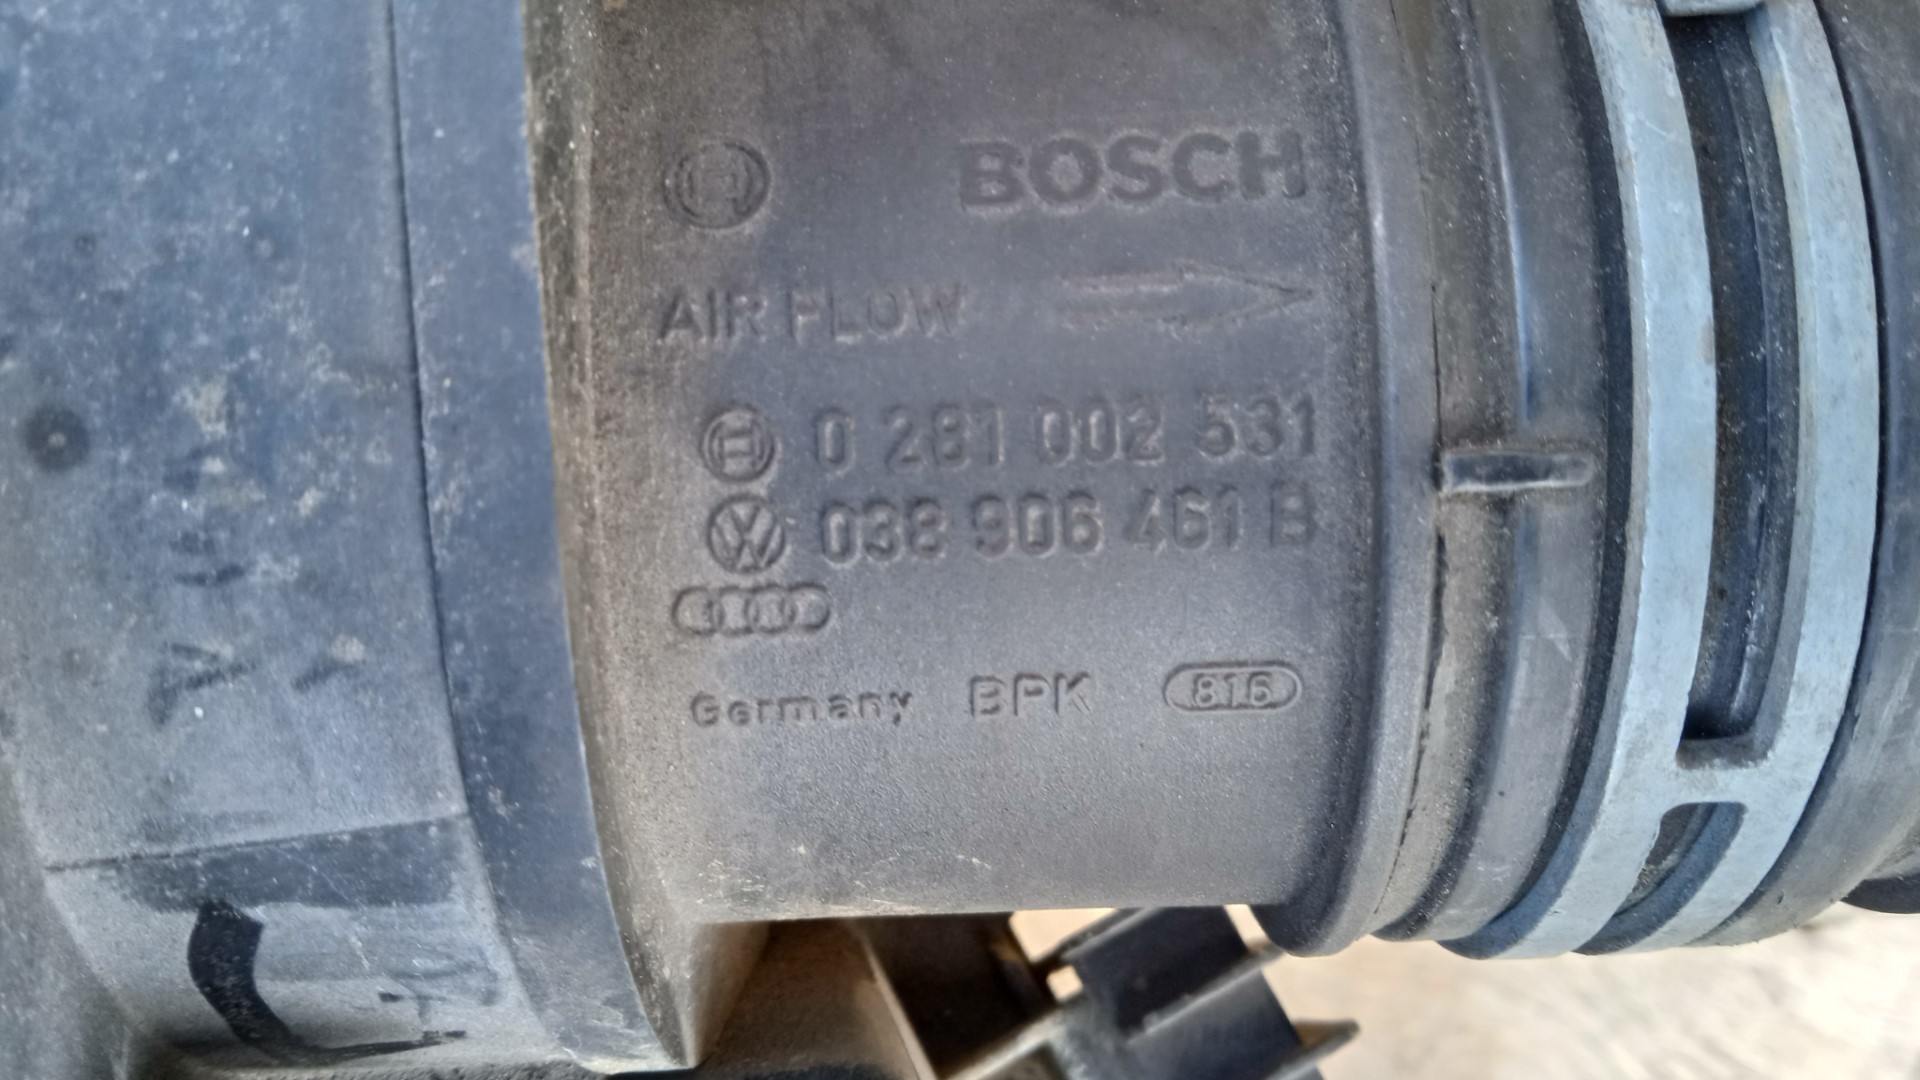 BOSCH
AIR FLOW
0 281 002 531
038 906 461 B
Germany BPK 816